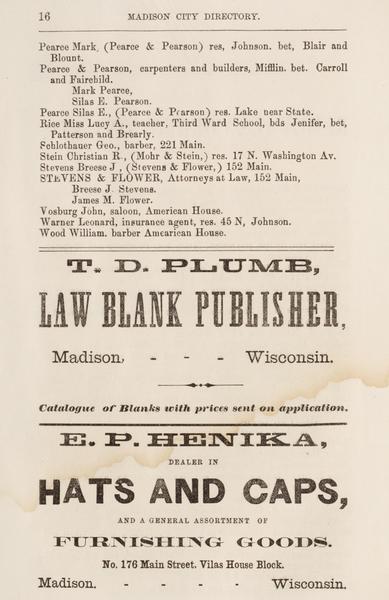 16 MADISON CITY DIRECTORY.
Pearce Mark, (Pearce & Pearson) res, Johnson. bet, Blair and
Blount.
Pearce & Pearson, carpenters and builders, Mifflin. bet. Carroll
and Fairchild.
Mark Pearce,
Silas E. Pearson.
Pearce Silas E., (Pearce & Pearson) res. Lake near State.
Rice Miss Lucy A., teacher, Third Ward School, bds Jenifer, bet,
Patterson and Brearly.
Schlothauer Geo., barber, 221 Main.
Stein Christian R., (Mohr & Stein,) res. 17 N. Washington Av.
Stevens Breese J, (Stevens & Flower,) 152 Main.
STEVENS & FLOWER, Attorneys at Law, 152 Main,
Breese J. Stevens.
James M. Flower.
Vosburg John, saloon, American House.
Warner Leonard, insurance agent, res. 45 N, Johnson.
Wood William. barber Amcarican House.
T. D. PLUMB,
LAW BLANK PUBLISHER,
Madison, - - - Wisconsin.
Catalogue of Blanks with prices sent on application.
E. P. HENIKA,
DEALER IN
HATS AND CAPS,
AND A GENERAL ASSORTMENT OF
FURNISHING GOODS.
No. 176 Main Street. Vilas House Block.
Madison. - - - - Wisconsin.